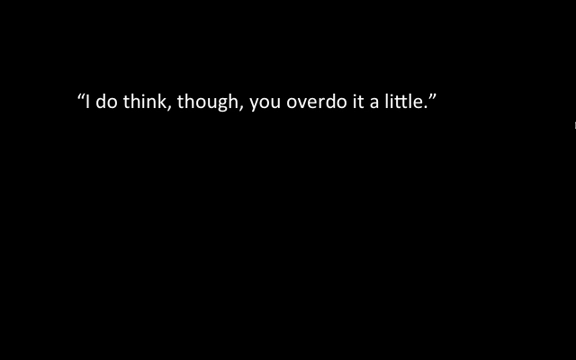 “I do think, though, you overdo it a little.”